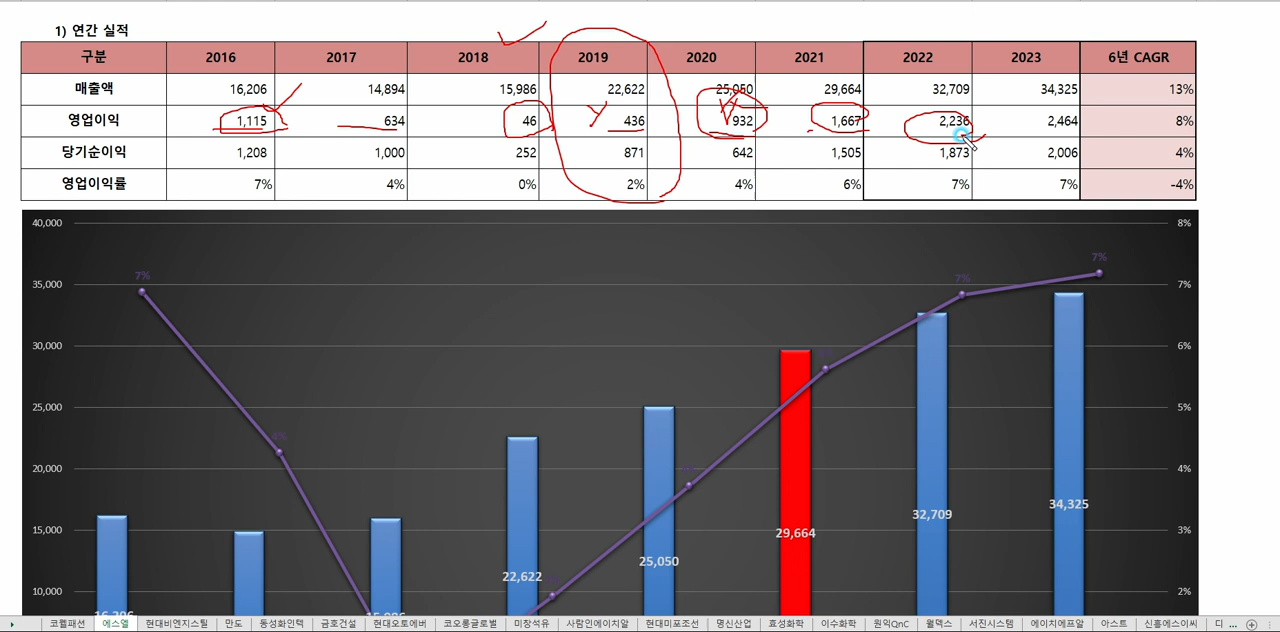 1) 연간 실적
구분 2016 2017 2018 2019 2020 2021 2022 2023 6년 CAGR
매출액 16,206 14,894 15,986 22,622 25,050 29,664 32,709 34,325 13%
영업이익 1,115 634 46 436 932 1,667 2,236 2,464 8%
당기순이익 1,208 1,000 252 871 642 1,505 1,873 2,006 4%
영업이익률 7% 4% 0% 2% 4% 6% 7% 7% -4%
40,000 8%
7%
7% 7%
35,000 7%
30,000 6%
25,000 5%
4%
20,000 4%
34,325
32,709
15,000 29,664 3%
25,050
22,622
10,000 2%
16,206 15,986
코웰패션 에스엘 현대비앤지스틸 만도 동성화인텍 금호건설 현대오토에버 코오롱글로벌 미창석유 사람인에이치알 현대미포조선 명신산업 효성화학 이수화학 원익QnC 월덱스 서진시스템 에이치에프알 아스트 신흥에스이씨 디 ...